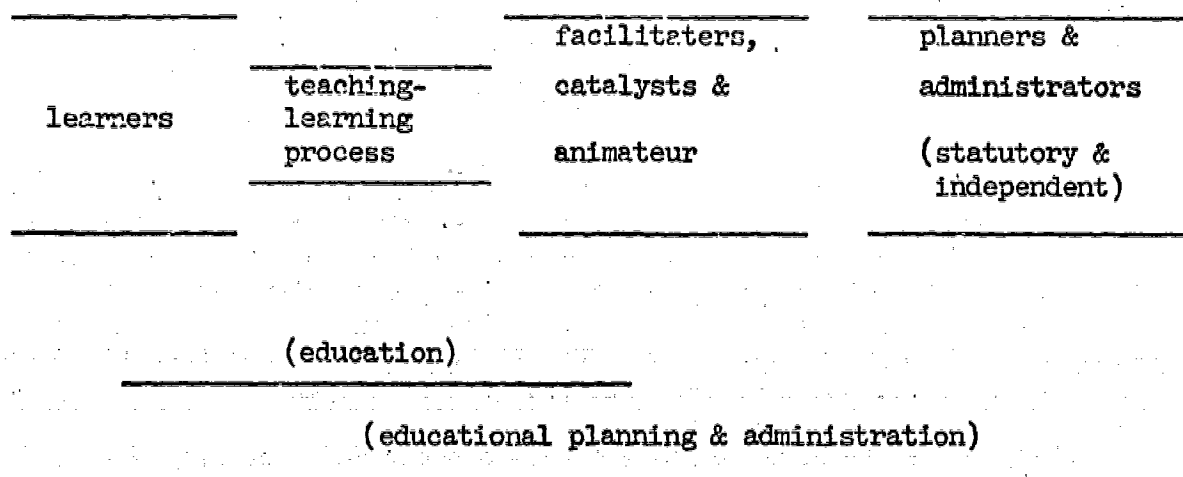 learners
teaching-
learning
process
facilitaters,
catalysts &
animateur
planners &
administrators
(statutory &
independent)
(education)
(educational planning & administration)